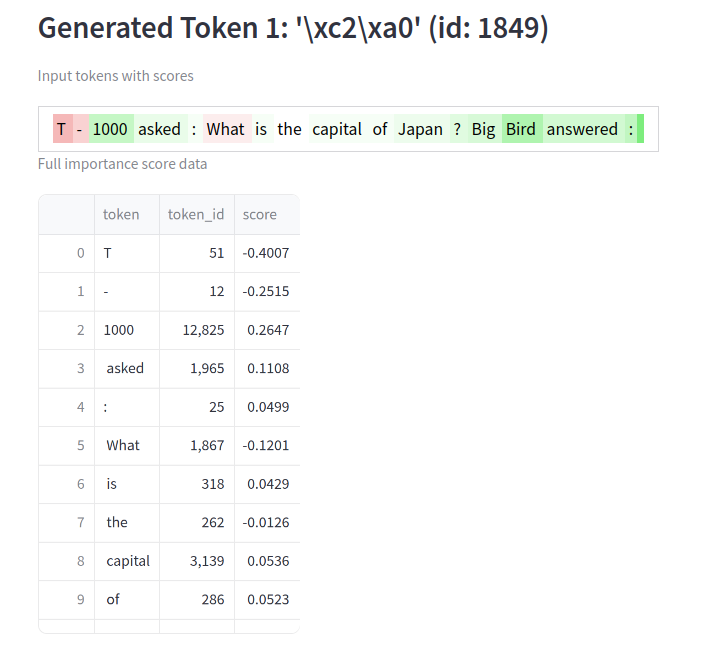 Generated Token 1: '\xc2\xa0' (id: 1849)
Input tokens with scores
T - 1000 asked : What is the capital of Japan ? Big Bird answered :
Full importance score data
token token_id score
0 T 51 -0.4007
1 - 12 -0.2515
2 1000 12,825 0.2647
3 asked 1,965 0.1108
4 : 25 0.0499
5 What 1,867 -0.1201
6 is 318 0.0429
7 the 262 -0.0126
8 capital 3,139 0.0536
9 of 286 0.0523